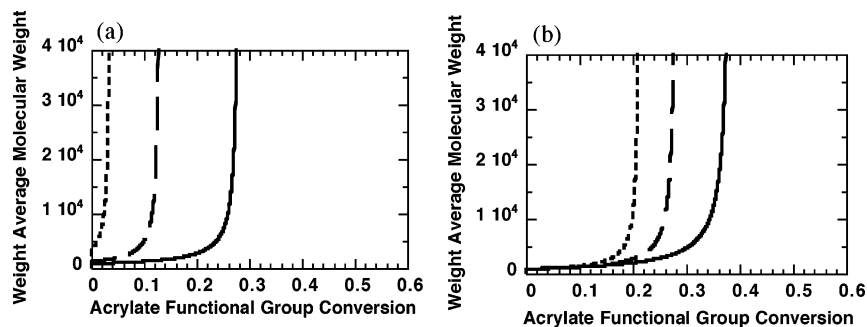 (a)
Weight Average Molecular Weight
4 10⁴
3 10⁴
2 10⁴
1 10⁴
0
0 0.1 0.2 0.3 0.4 0.5 0.6
Acrylate Functional Group Conversion
(b)
Weight Average Molecular Weight
4 10⁴
3 10⁴
2 10⁴
1 10⁴
0
0 0.1 0.2 0.3 0.4 0.5 0.6
Acrylate Functional Group Conversion